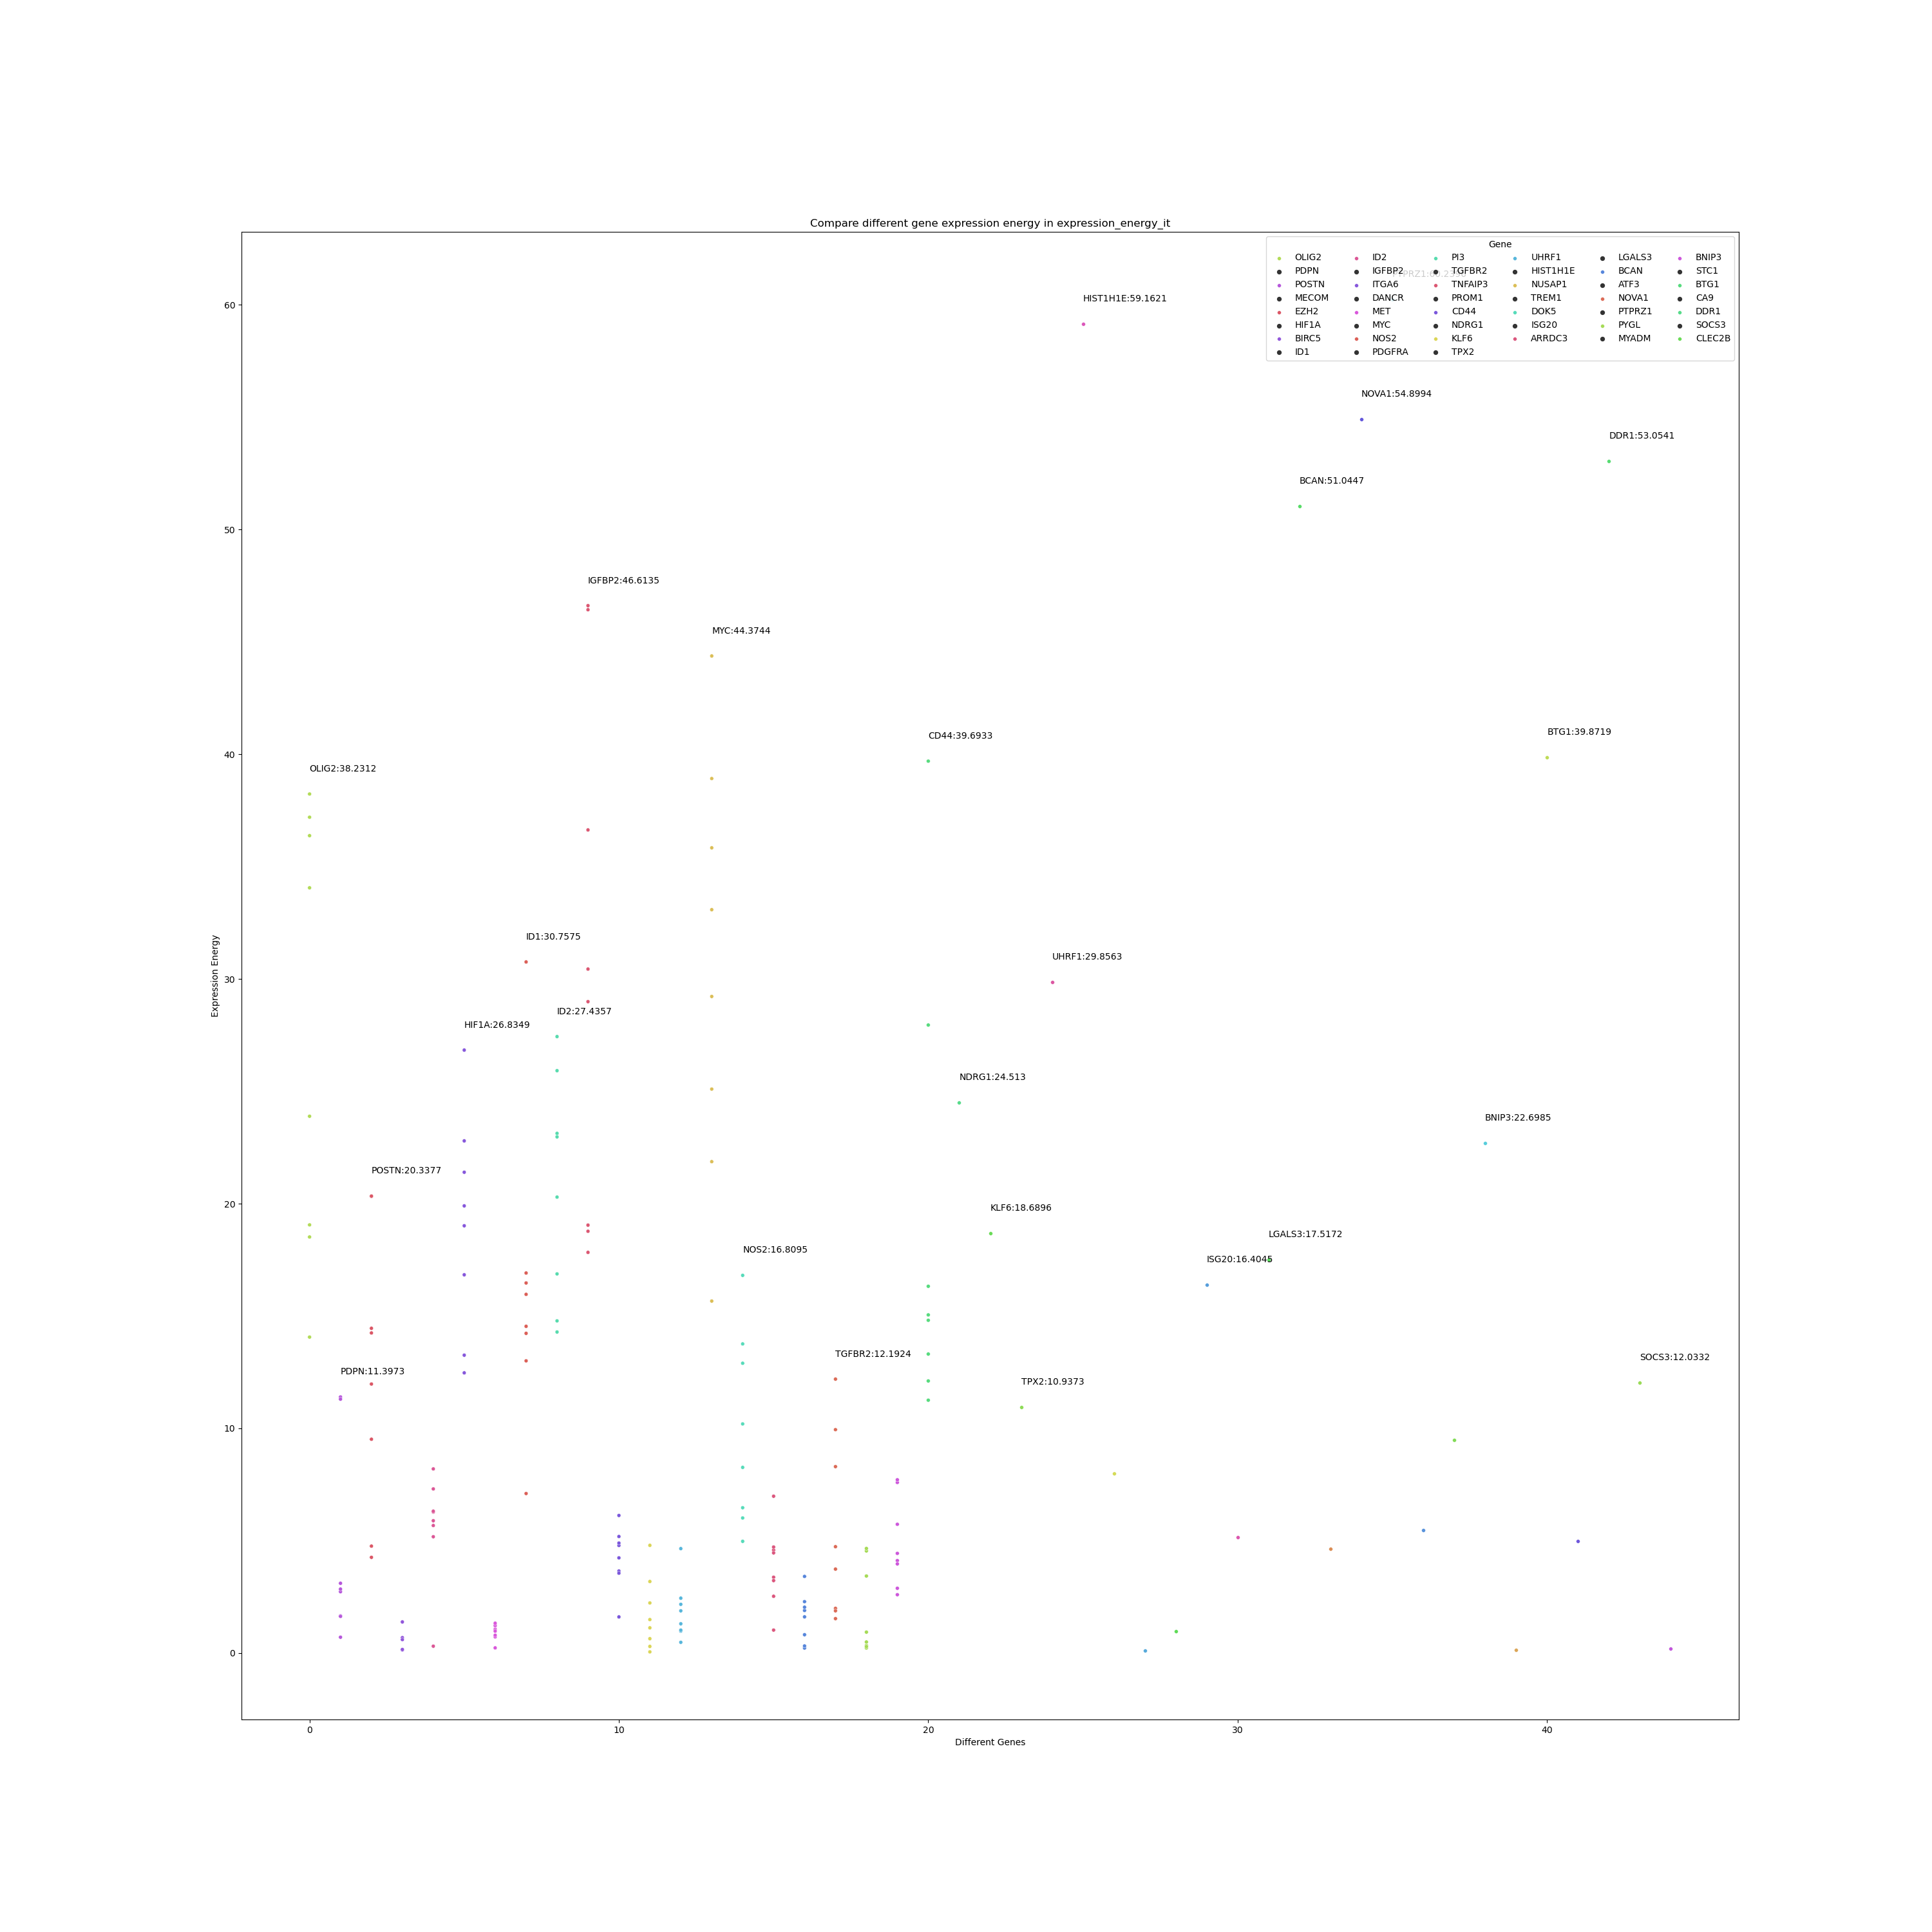 Compare different gene expression energy in expression_energy_it
Gene
OLIG2 ID2 PI3 UHRF1 LGALS3 BNIP3
PDPN IGFBP2 TGFBR2 HIST1H1E BCAN STC1
POSTN ITGA6 TNFAIP3 NUSAP1 ATF3 BTG1
MECOM DANCR PROM1 TREM1 NOVA1 CA9
EZH2 MET CD44 DOK5 PTPRZ1 DDR1
HIF1A MYC NDRG1 ISG20 PYGL SOCS3
BIRC5 NOS2 KLF6 ARRDC3 MYADM CLEC2B
ID1 PDGFRA TPX2
HIST1H1E:59.1621
NOVA1:54.8994
DDR1:53.0541
BCAN:51.0447
IGFBP2:46.6135
MYC:44.3744
CD44:39.6933
BTG1:39.8719
OLIG2:38.2312
ID1:30.7575
UHRF1:29.8563
ID2:27.4357
HIF1A:26.8349
NDRG1:24.513
BNIP3:22.6985
POSTN:20.3377
KLF6:18.6896
LGALS3:17.5172
NOS2:16.8095
ISG20:16.4045
TGFBR2:12.1924
SOCS3:12.0332
PDPN:11.3973
TPX2:10.9373
60
50
40
30
20
10
0
Expression Energy
0 10 20 30 40
Different Genes